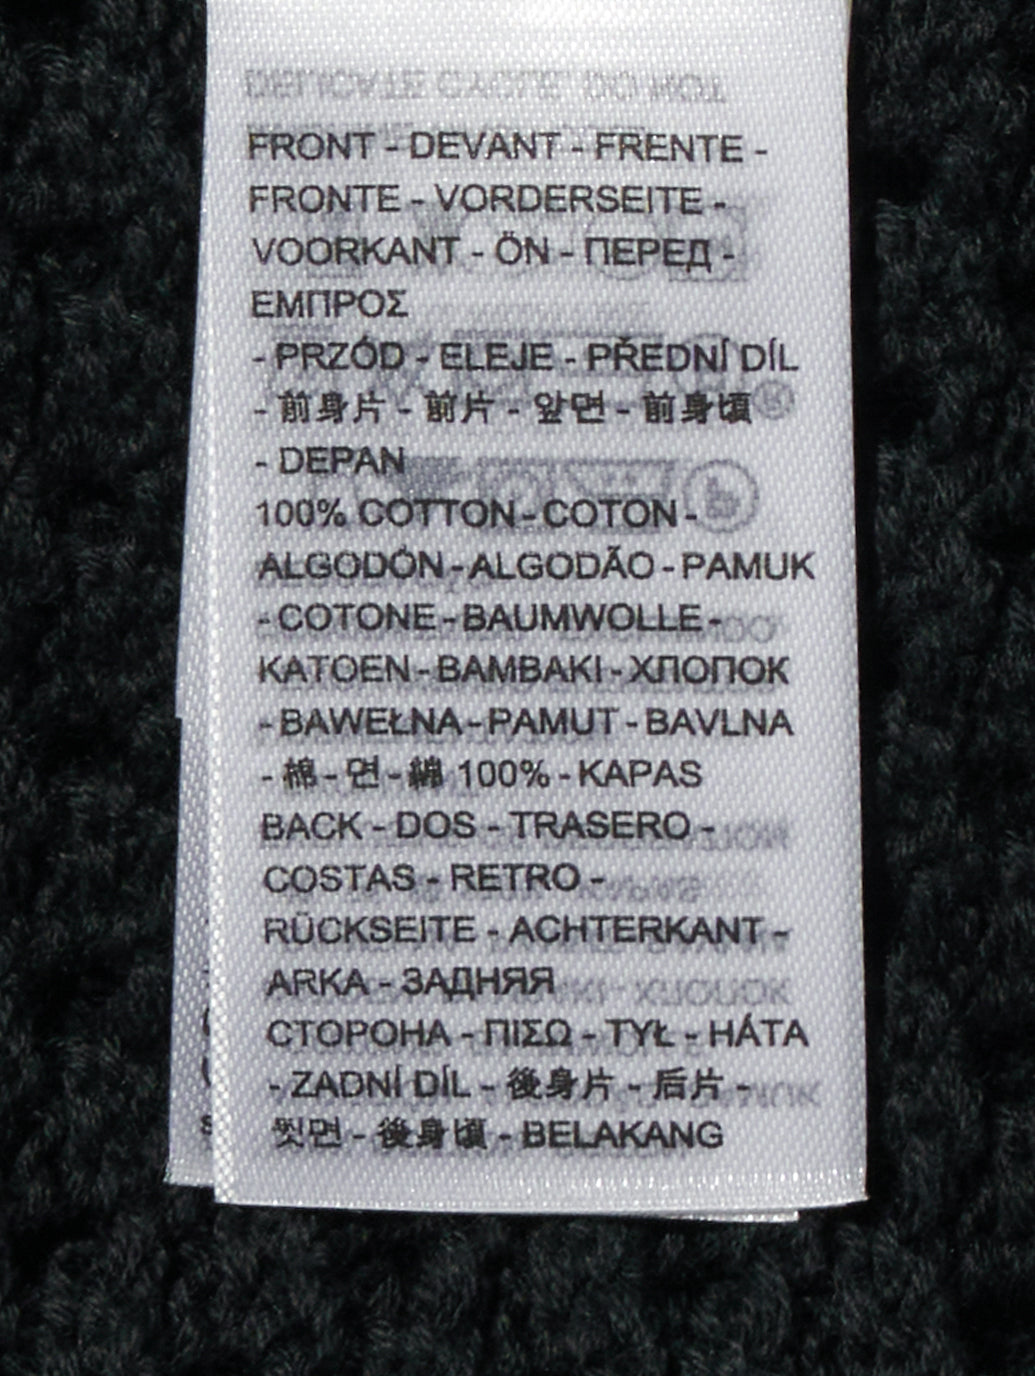 FRONT - DEVANT - FRENTE -
FRONTE - VORDERSEITE -
VOORKANT - ÖN - ПЕРЕД -
ΕΜΠΡΟΣ
- PRZÓD - ELEJE - PŘEDNÍ DÍL
- 前身片 - 前片 - 앞면 - 前身頃
- DEPAN
100% COTTON - COTON -
ALGODÓN - ALGODÃO - PAMUK
- COTONE - BAUMWOLLE -
KATOEN - BAMBAKI - ХЛОПОК
- BAWEŁNA - PAMUT - BAVLNA
- 棉 - 면 - 綿 100% - KAPAS
BACK - DOS - TRASERO -
COSTAS - RETRO -
RÜCKSEITE - ACHTERKANT -
ARKA - ЗАДНЯЯ
СТОРОНА - ΠΙΣΩ - TYŁ - HÁTA
- ZADNÍ DÍL - 後身片 - 后片 -
뒷면 - 後身頃 - BELAKANG